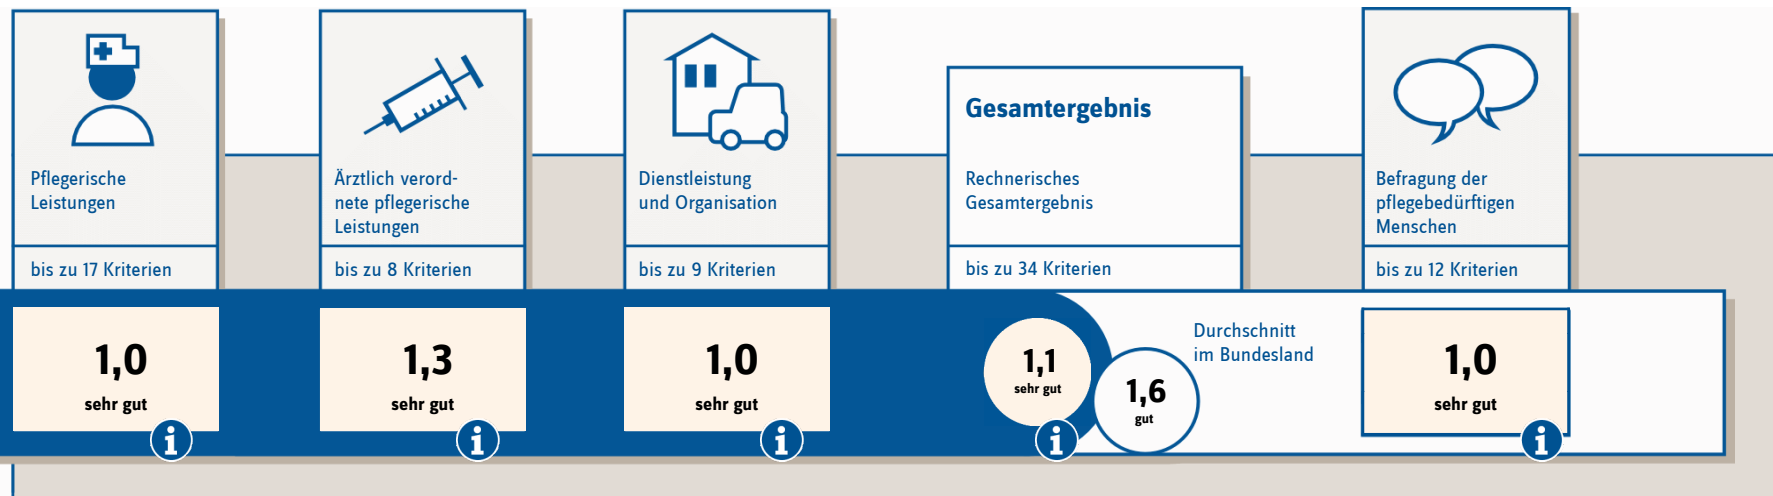 Pflegerische
Leistungen
bis zu 17 Kriterien
1,0
sehr gut
Ärztlich verord-
nete pflegerische
Leistungen
bis zu 8 Kriterien
1,3
sehr gut
Dienstleistung
und Organisation
bis zu 9 Kriterien
1,0
sehr gut
Gesamtergebnis
Rechnerisches
Gesamtergebnis
bis zu 34 Kriterien
1,1
sehr gut
1,6
gut
Durchschnitt
im Bundesland
Befragung der
pflegebedürftigen
Menschen
bis zu 12 Kriterien
1,0
sehr gut